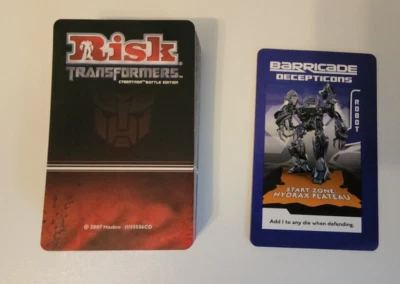 Risk
TRANSFORMERS™
CYBERTRON BATTLE EDITION
© 2007 Hasbro
BARRICADE
DECEPTICONS
ROBOT
START ZONE
HYDRAX PLATEAU
Add 1 to any die when defending.